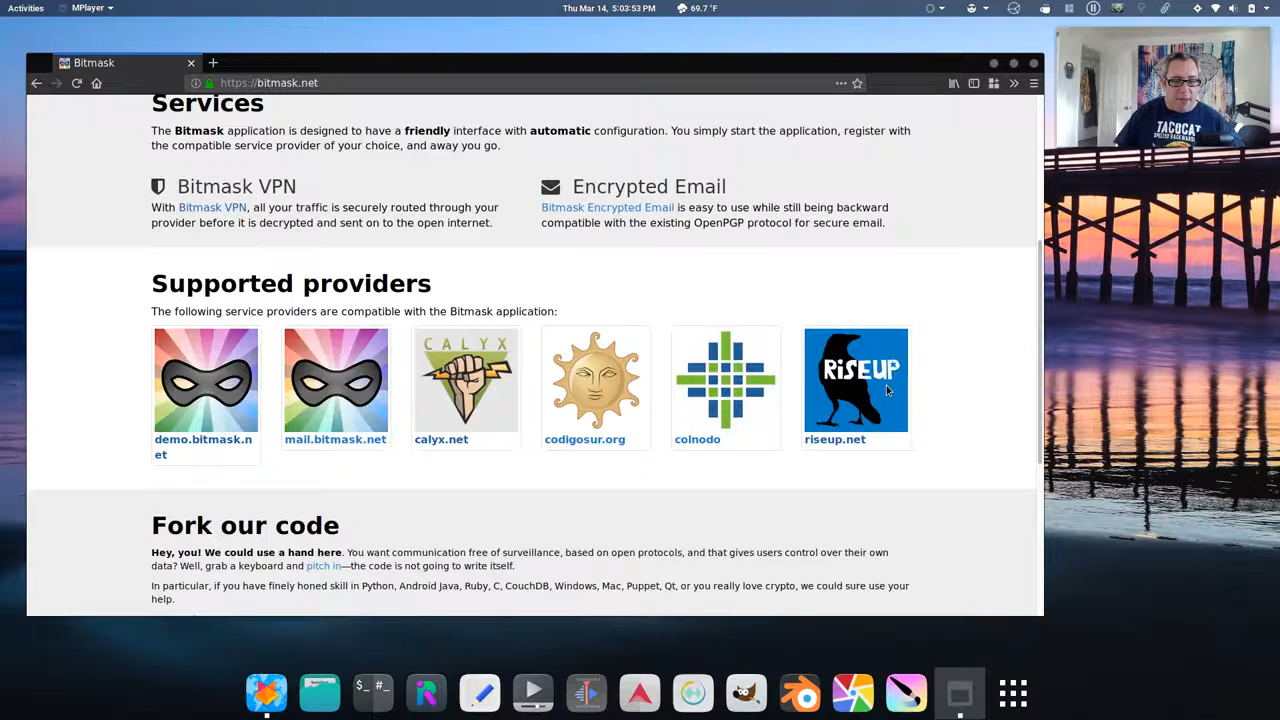 Activities
MPlayer
Thu Mar 14, 5:03:53 PM
69.7 °F
Bitmask
https://bitmask.net
Services
The Bitmask application is designed to have a friendly interface with automatic configuration. You simply start the application, register with
the compatible service provider of your choice, and away you go.
Bitmask VPN
With Bitmask VPN, all your traffic is securely routed through your
provider before it is decrypted and sent on to the open internet.
Encrypted Email
Bitmask Encrypted Email is easy to use while still being backward
compatible with the existing OpenPGP protocol for secure email.
Supported providers
The following service providers are compatible with the Bitmask application:
CALYX
RiSEUP
demo.bitmask.n
et
mail.bitmask.net
calyx.net
codigosur.org
colnodo
riseup.net
Fork our code
Hey, you! We could use a hand here. You want communication free of surveillance, based on open protocols, and that gives users control over their own
data? Well, grab a keyboard and pitch in—the code is not going to write itself.
In particular, if you have finely honed skill in Python, Android Java, Ruby, C, CouchDB, Windows, Mac, Puppet, Qt, or you really love crypto, we could sure use your
help.
TACOCAT
$_ #_